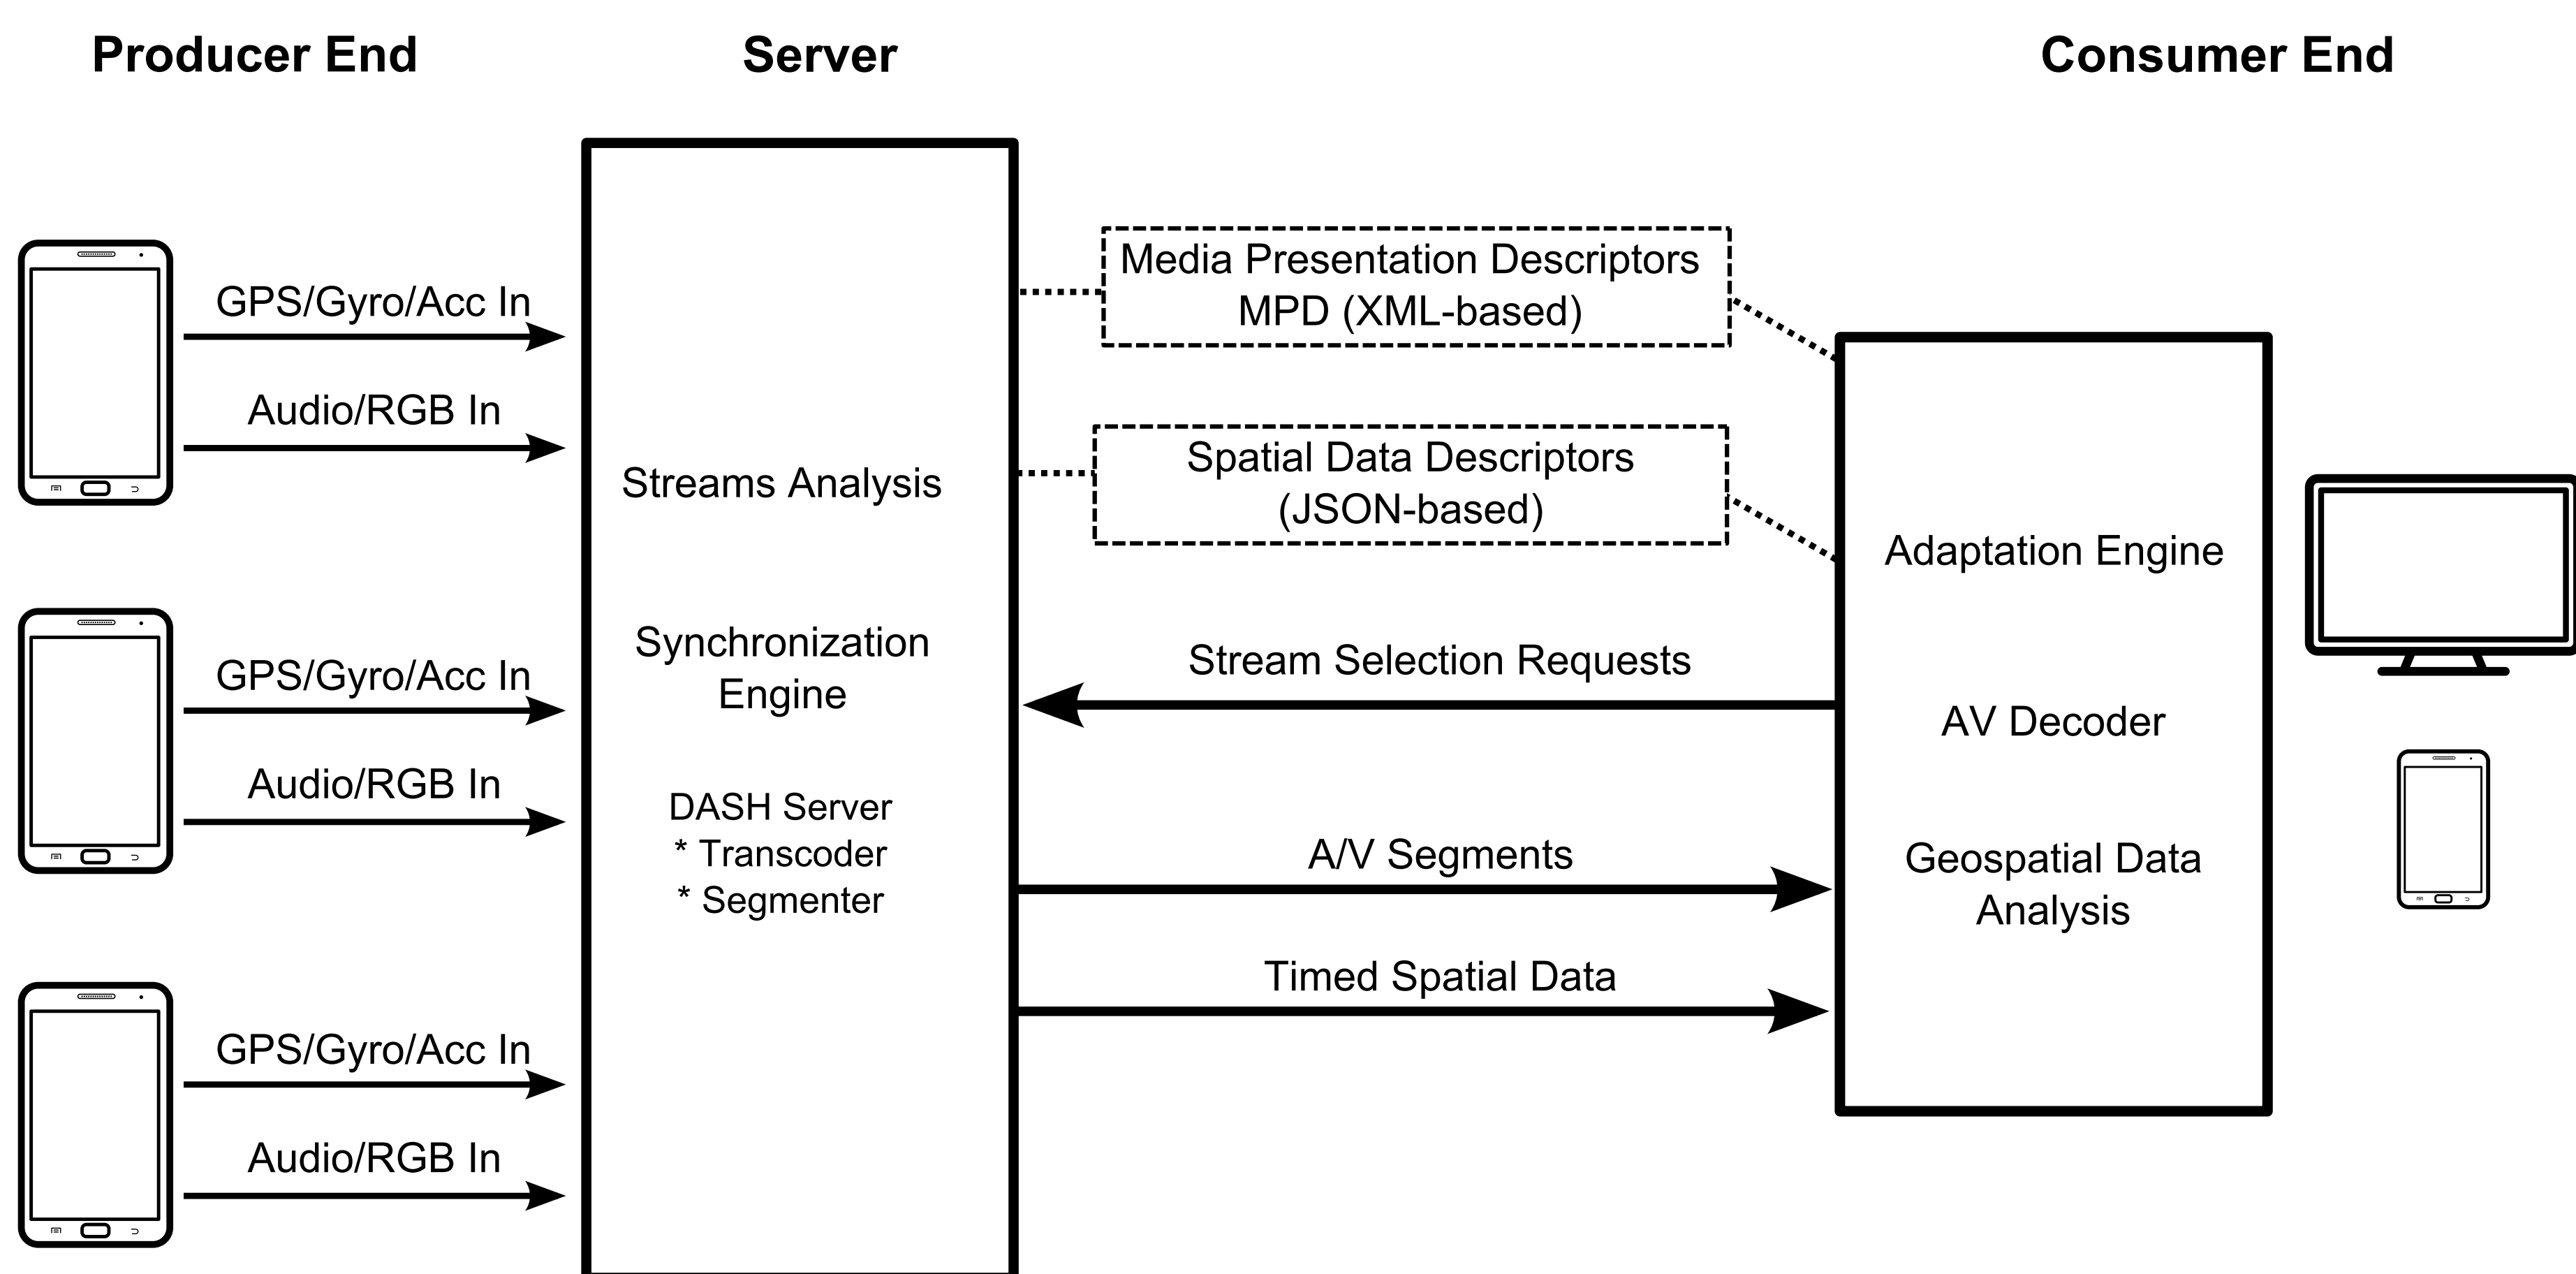 Producer End
Server
Consumer End
GPS/Gyro/Acc In
Audio/RGB In
GPS/Gyro/Acc In
Audio/RGB In
GPS/Gyro/Acc In
Audio/RGB In
Streams Analysis
Synchronization
Engine
DASH Server
* Transcoder
* Segmenter
Media Presentation Descriptors
MPD (XML-based)
Spatial Data Descriptors
(JSON-based)
Stream Selection Requests
A/V Segments
Timed Spatial Data
Adaptation Engine
AV Decoder
Geospatial Data
Analysis